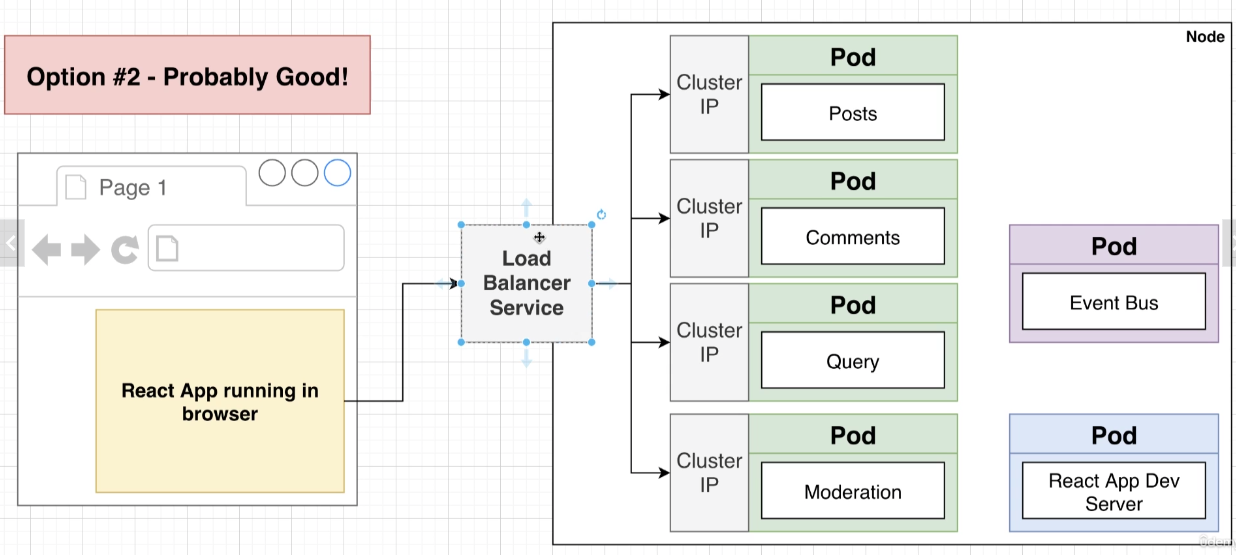 Option #2 - Probably Good!
Page 1
React App running in
browser
Load
Balancer
Service
Node
Cluster
IP
Pod
Posts
Cluster
IP
Pod
Comments
Cluster
IP
Pod
Query
Cluster
IP
Pod
Moderation
Pod
Event Bus
Pod
React App Dev
Server